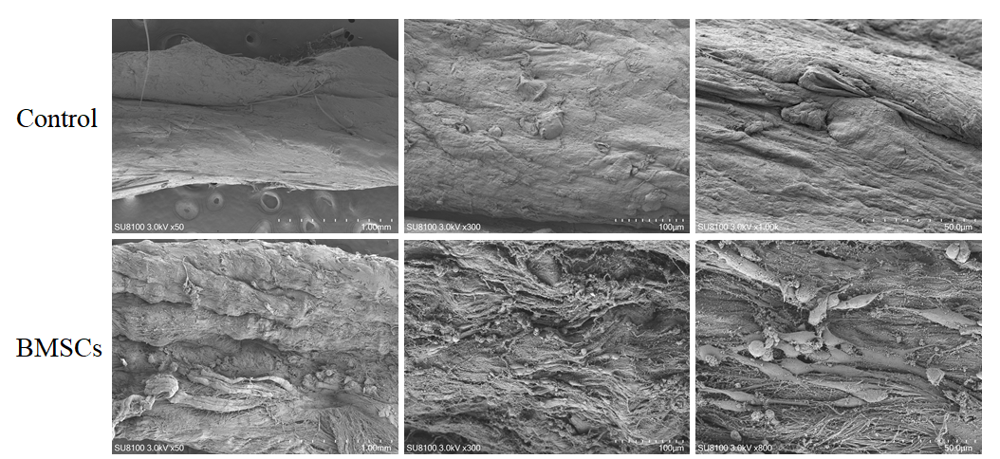 Control
SU8100 3.0kV x50
1.00mm
SU8100 3.0kV x300
100µm
SU8100 3.0kV x1.00k
50.0µm
BMSCs
SU8100 3.0kV x50
1.00mm
SU8100 3.0kV x300
100µm
SU8100 3.0kV x800
50.0µm